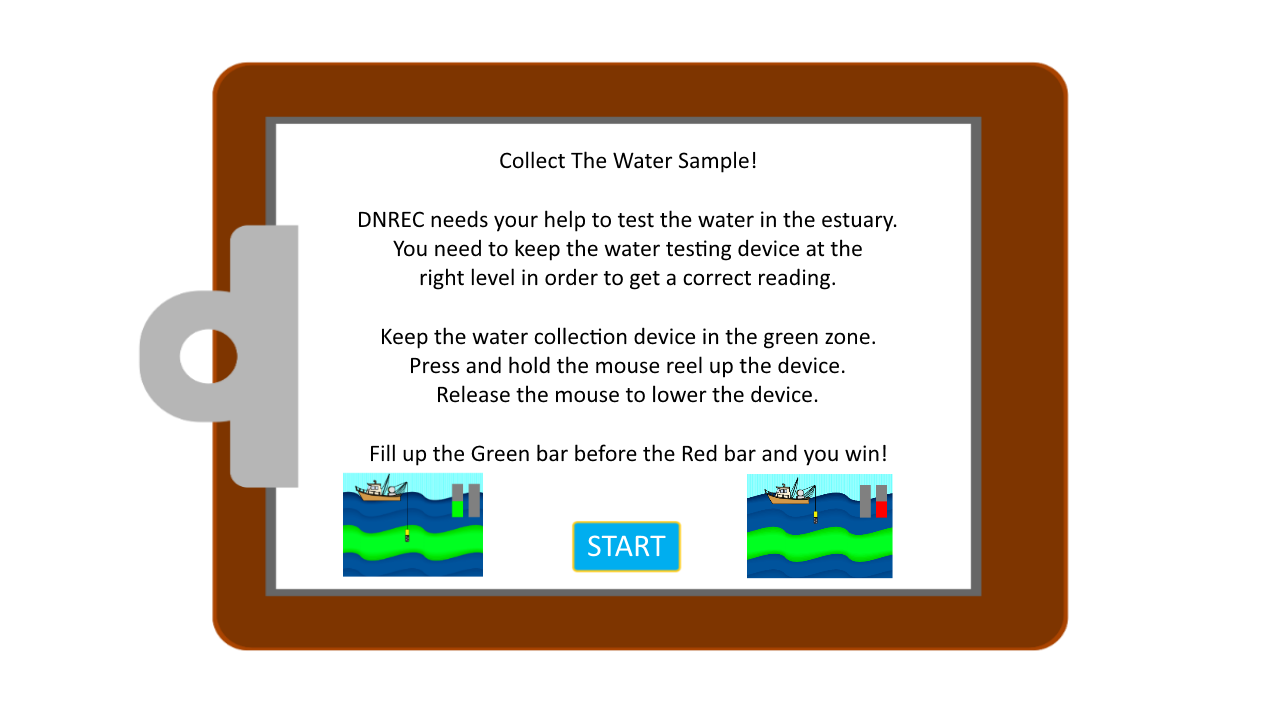 Collect The Water Sample!
DNREC needs your help to test the water in the estuary.
You need to keep the water testing device at the
right level in order to get a correct reading.
Keep the water collection device in the green zone.
Press and hold the mouse reel up the device.
Release the mouse to lower the device.
Fill up the Green bar before the Red bar and you win!
START